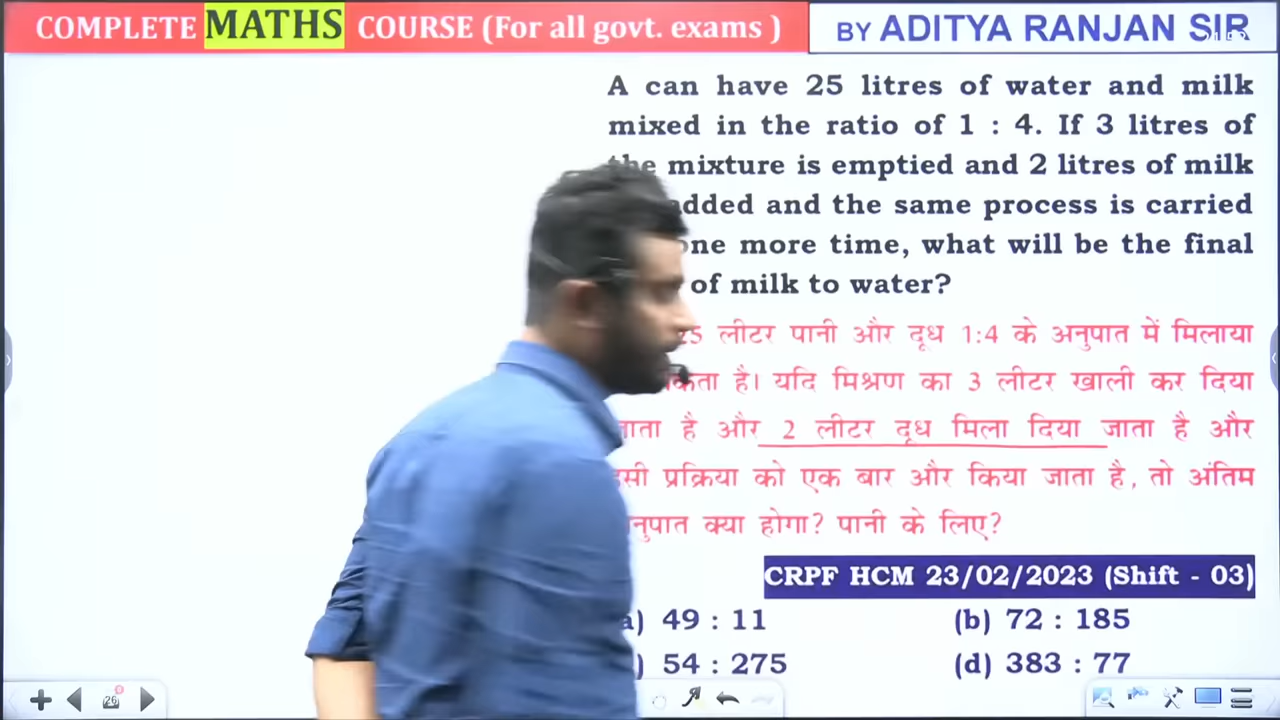 COMPLETE MATHS COURSE (For all govt. exams )
BY ADITYA RANJAN SIR
A can have 25 litres of water and milk
mixed in the ratio of 1 : 4. If 3 litres of
the mixture is emptied and 2 litres of milk
added and the same process is carried
one more time, what will be the final
of milk to water?
25 लीटर पानी और दूध 1:4 के अनुपात में मिलाया
है। यदि मिश्रण का 3 लीटर खाली कर दिया
जाता है और 2 लीटर दूध मिला दिया जाता है और
इसी प्रक्रिया को एक बार और किया जाता है, तो अंतिम
क्या होगा? पानी के लिए?
CRPF HCM 23/02/2023 (Shift - 03)
a) 49 : 11
(b) 72 : 185
) 54 : 275
(d) 383 : 77
26